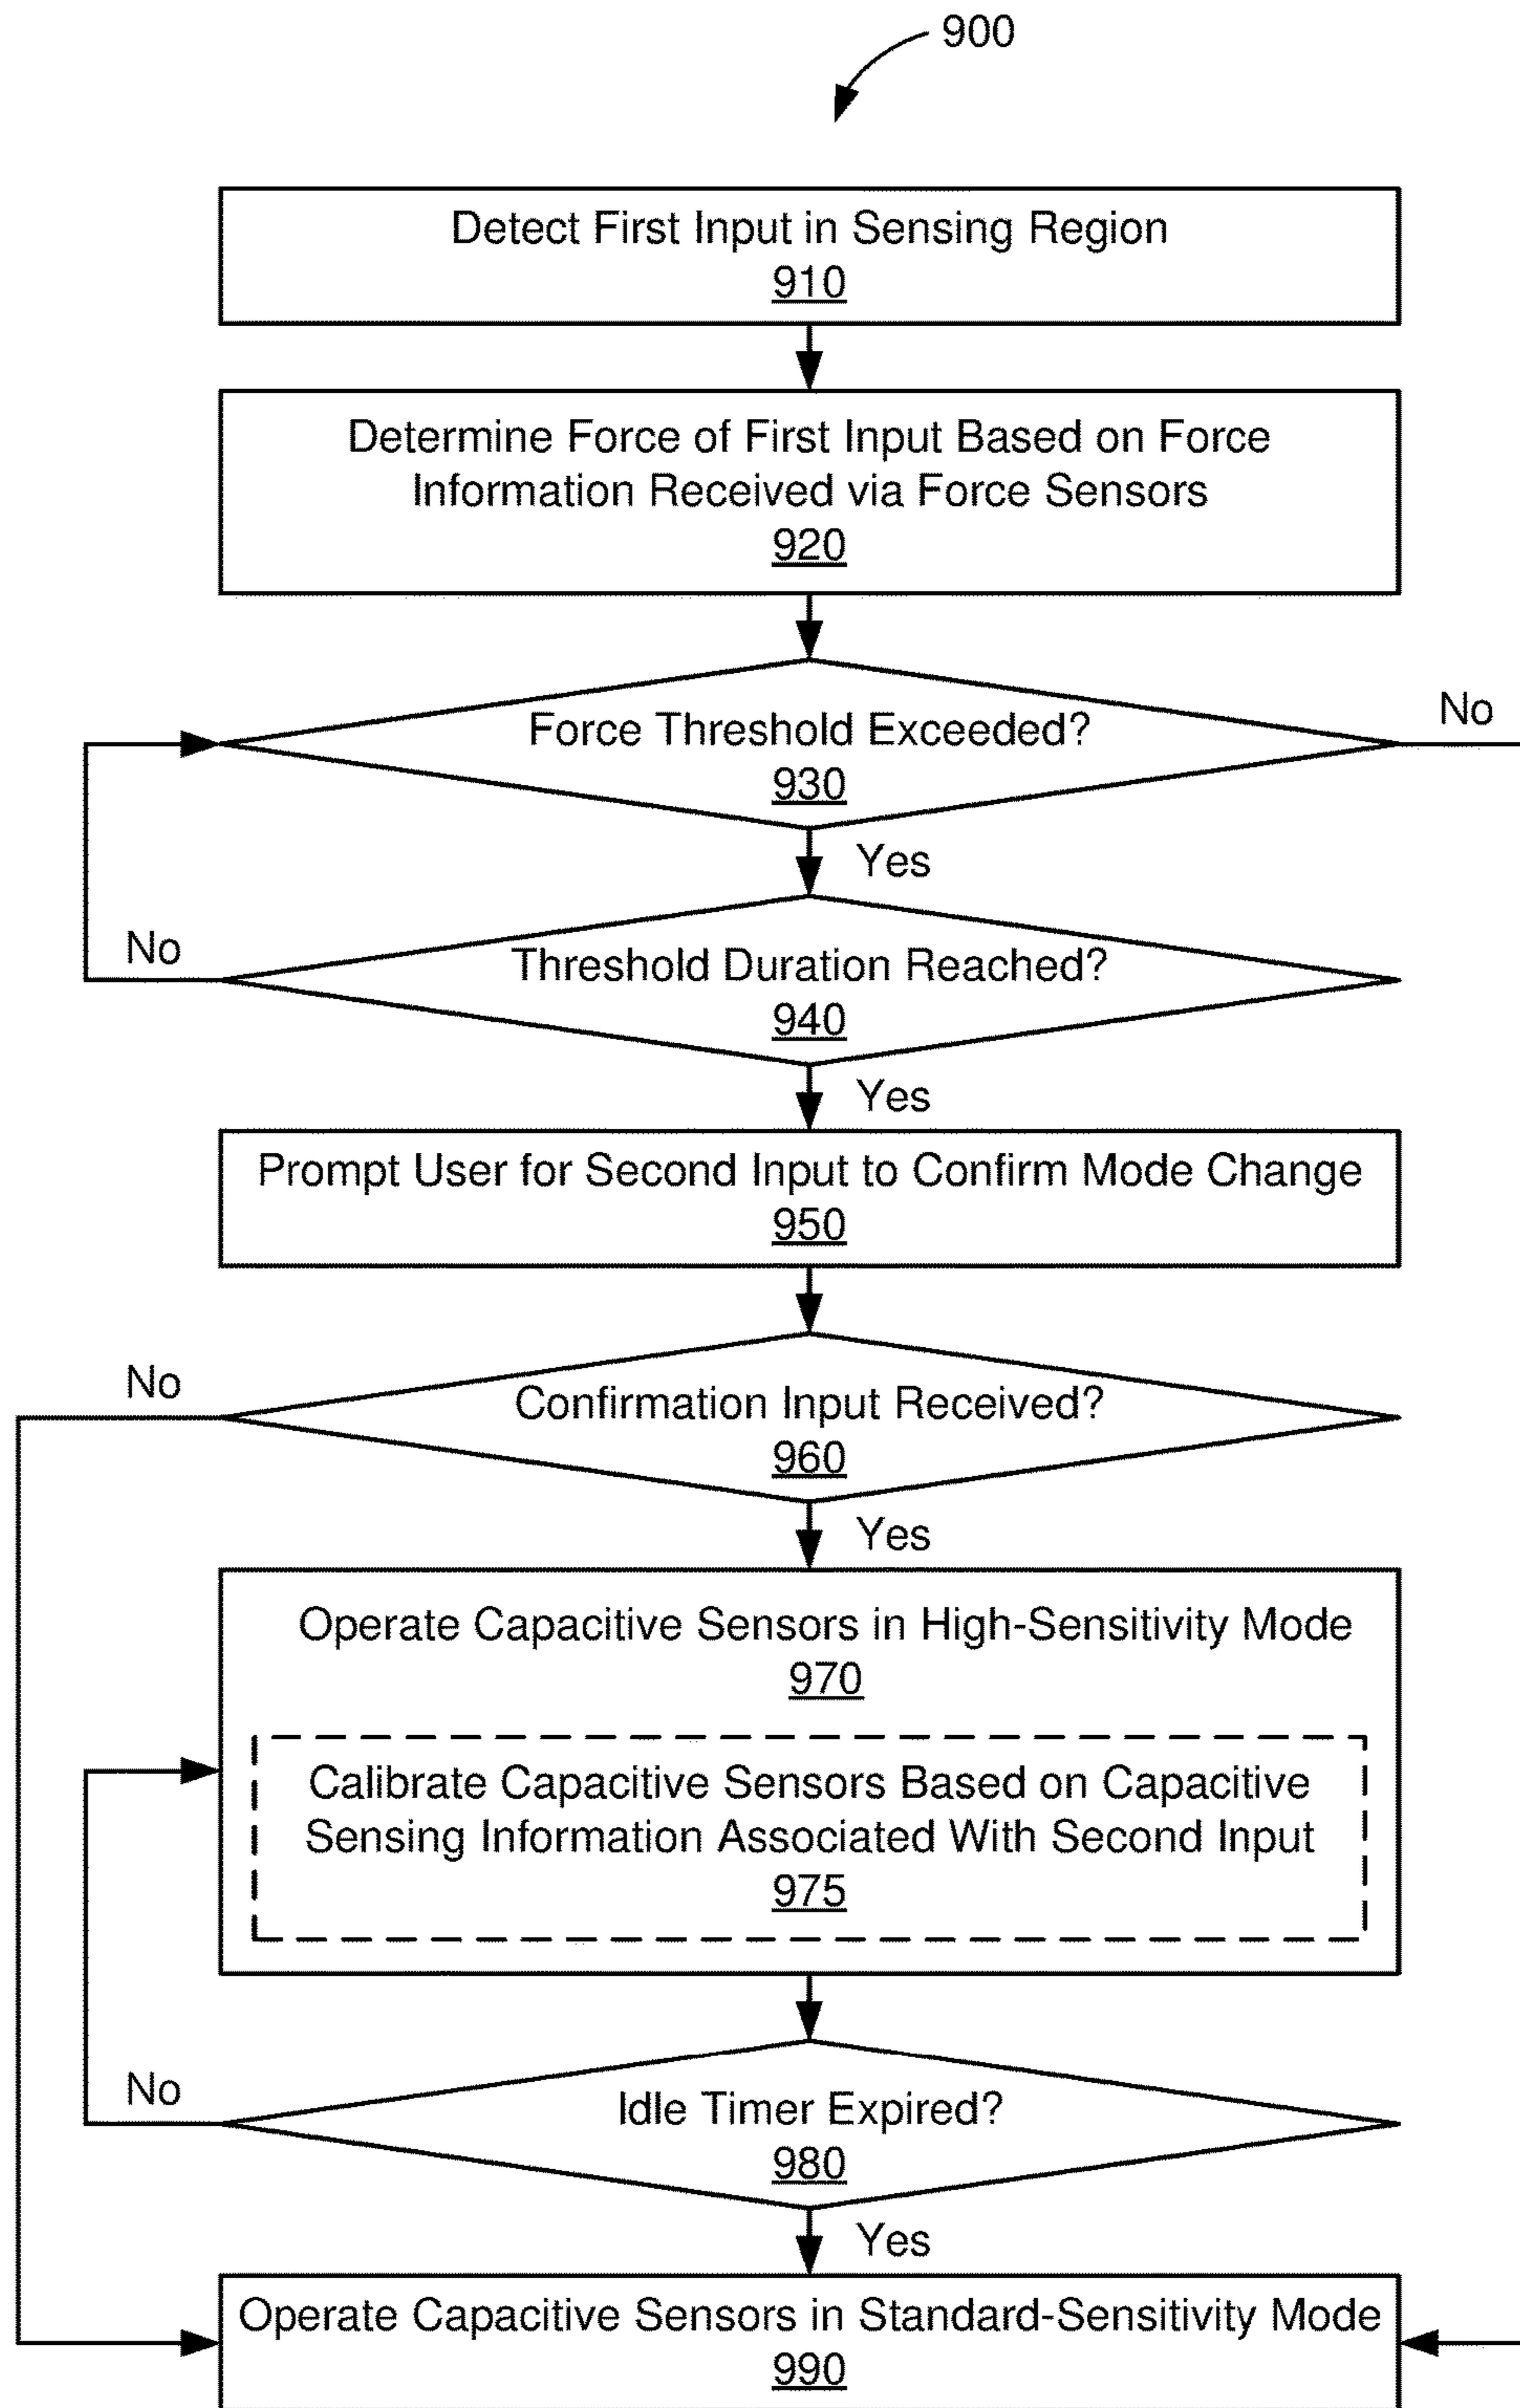 900
Detect First Input in Sensing Region
910
Determine Force of First Input Based on Force
Information Received via Force Sensors
920
Force Threshold Exceeded?
930
No
Yes
Threshold Duration Reached?
940
No
Yes
Prompt User for Second Input to Confirm Mode Change
950
Confirmation Input Received?
960
No
Yes
Operate Capacitive Sensors in High-Sensitivity Mode
970
Calibrate Capacitive Sensors Based on Capacitive
Sensing Information Associated With Second Input
975
Idle Timer Expired?
980
No
Yes
Operate Capacitive Sensors in Standard-Sensitivity Mode
990